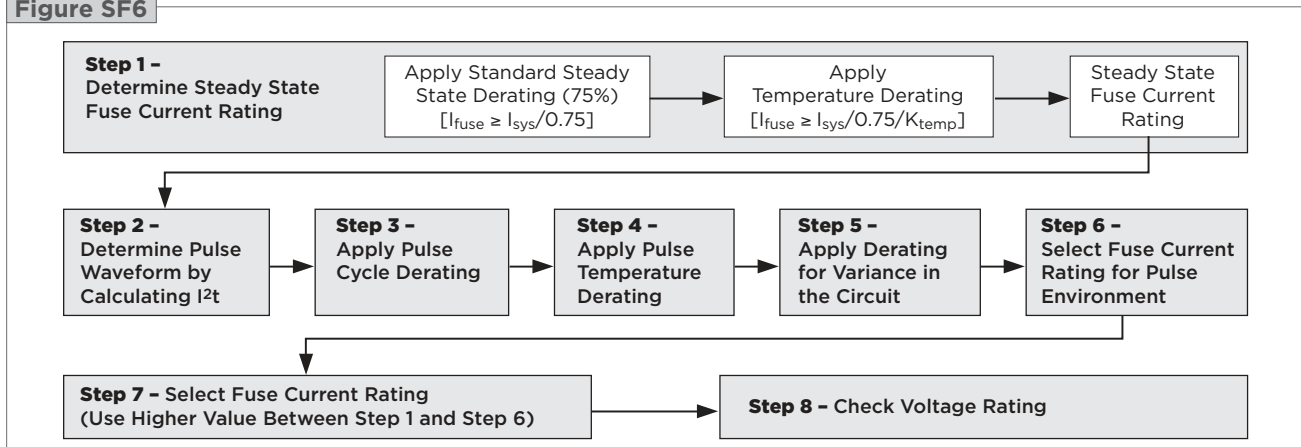 Figure SF6
Step 1 –
Determine Steady State
Fuse Current Rating
Apply Standard Steady
State Derating (75%)
[Ifuse ≥ Isys/0.75]
Apply
Temperature Derating
[Ifuse ≥ Isys/0.75/Ktemp]
Steady State
Fuse Current
Rating
Step 2 –
Determine Pulse
Waveform by
Calculating I²t
Step 3 –
Apply Pulse
Cycle Derating
Step 4 –
Apply Pulse
Temperature
Derating
Step 5 –
Apply Derating
for Variance in
the Circuit
Step 6 –
Select Fuse Current
Rating for Pulse
Environment
Step 7 – Select Fuse Current Rating
(Use Higher Value Between Step 1 and Step 6)
Step 8 – Check Voltage Rating